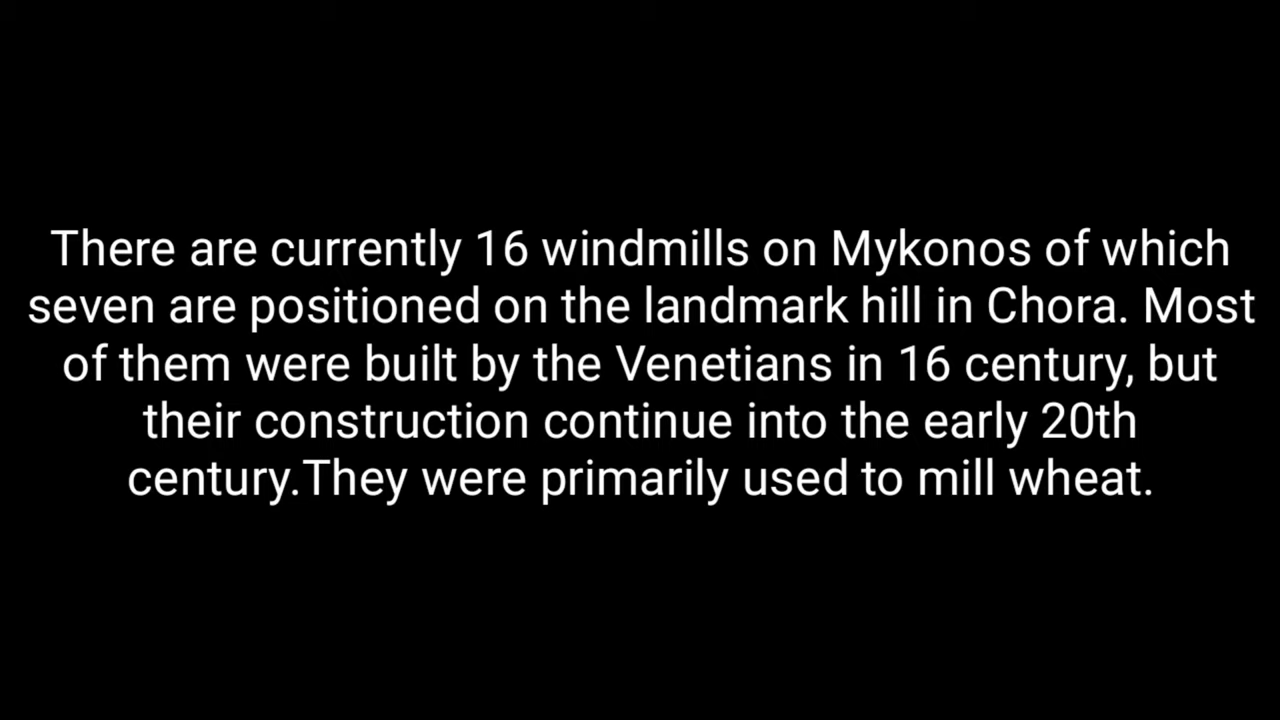 There are currently 16 windmills on Mykonos of which
seven are positioned on the landmark hill in Chora. Most
of them were built by the Venetians in 16 century, but
their construction continue into the early 20th
century.They were primarily used to mill wheat.